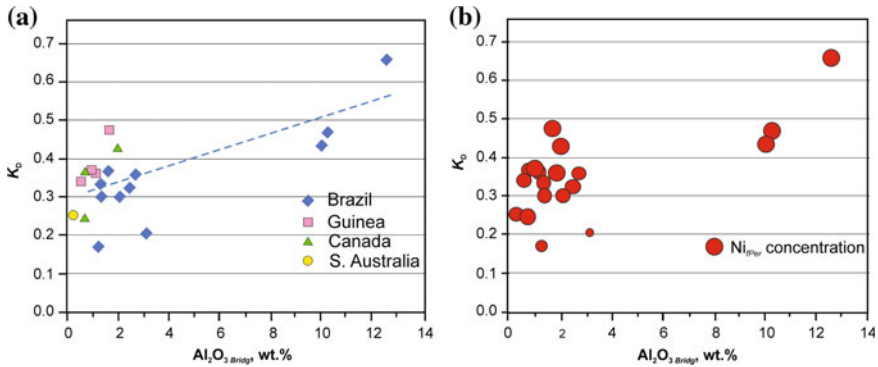 (a)
0.7
0.6
0.5
0.4
0.3
0.2
0.1
0.0
K_D
0 2 4 6 8 10 12 14
Al₂O₃ Bridg, wt.%
Brazil
Guinea
Canada
S. Australia
(b)
0.7
0.6
0.5
0.4
0.3
0.2
0.1
0.0
K_D
0 2 4 6 8 10 12 14
Al₂O₃ Bridg, wt.%
Ni_fPer concentration